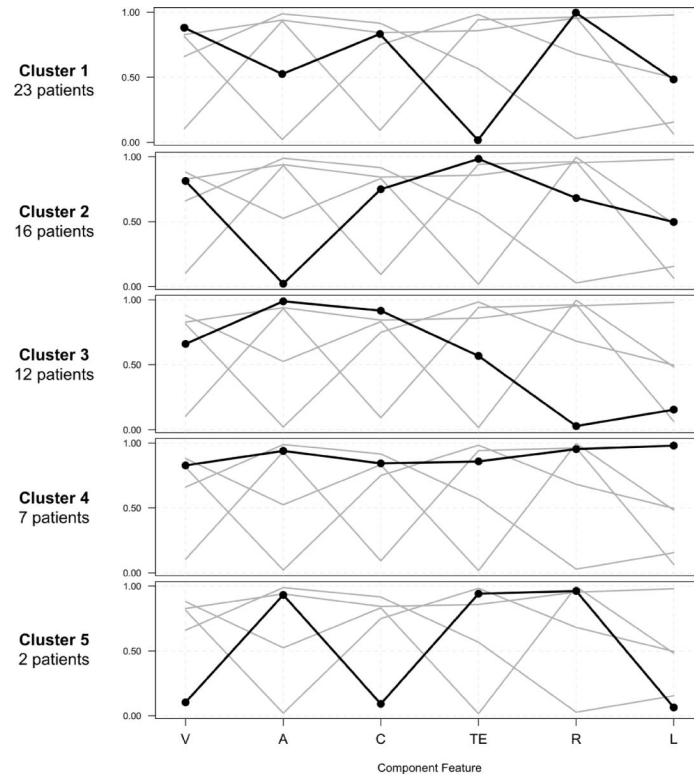 1.00
Cluster 1
23 patients
0.50
0.00
1.00
Cluster 2
16 patients
0.50
0.00
1.00
Cluster 3
12 patients
0.50
0.00
1.00
Cluster 4
7 patients
0.50
0.00
1.00
Cluster 5
2 patients
0.50
0.00
V A C TE R L
Component Feature